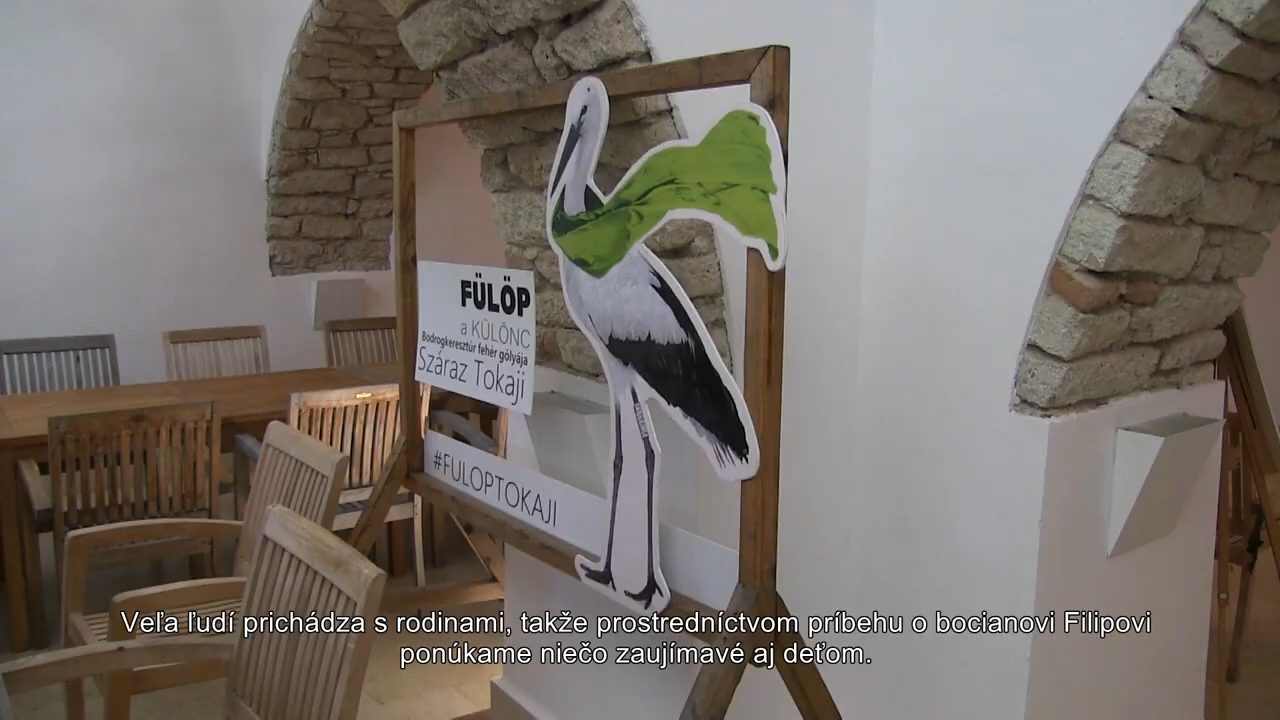 FÜLÖP
a KÜLÖNC
Bodrogkeresztúr fehér gólyája
Száraz Tokaji
#FULOPTOKAJI
Veľa ľudí prichádza s rodinami, takže prostredníctvom príbehu o bocianovi Filipovi
ponúkame niečo zaujímavé aj deťom.